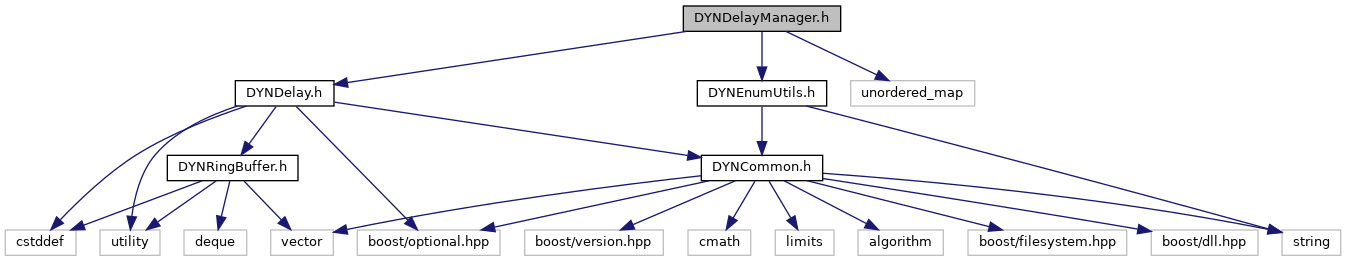 DYNDelayManager.h
DYNDelay.h
DYNEnumUtils.h
unordered_map
DYNRingBuffer.h
DYNCommon.h
cstddef
utility
deque
vector
boost/optional.hpp
boost/version.hpp
cmath
limits
algorithm
boost/filesystem.hpp
boost/dll.hpp
string